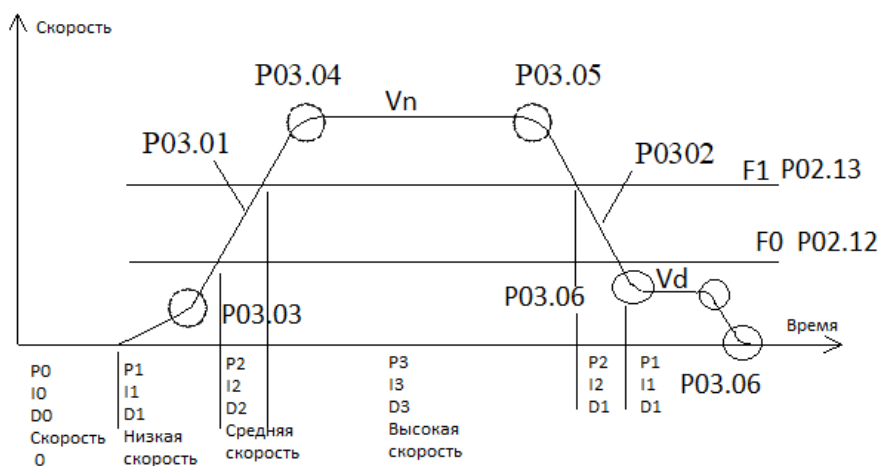 Скорость
P03.04
P03.05
Vn
P03.01
P0302
F1 P02.13
F0 P02.12
P03.03
P03.06
Vd
Время
P03.06
P0
I0
D0
Скорость
0
P1
I1
D1
Низкая
скорость
P2
I2
D2
Средняя
скорость
P3
I3
D3
Высокая
скорость
P2
I2
D1
P1
I1
D1